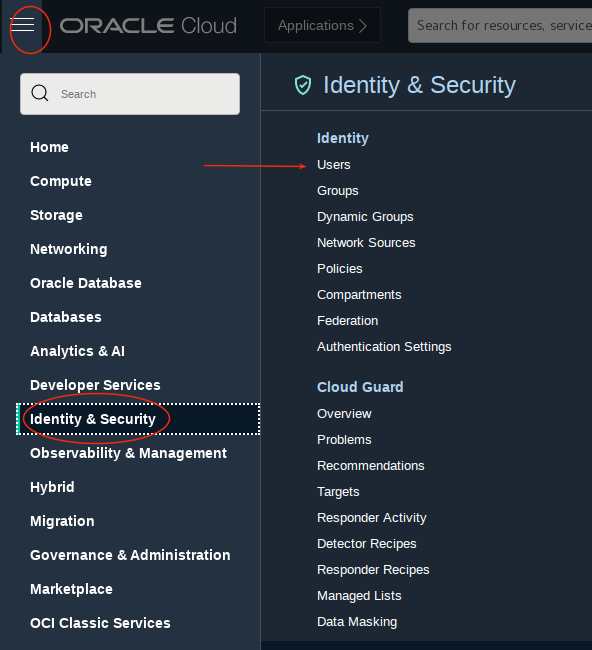 ORACLE Cloud
Applications
Search for resources, service
Search
Home
Compute
Storage
Networking
Oracle Database
Databases
Analytics & AI
Developer Services
Identity & Security
Observability & Management
Hybrid
Migration
Governance & Administration
Marketplace
OCI Classic Services
Identity & Security
Identity
Users
Groups
Dynamic Groups
Network Sources
Policies
Compartments
Federation
Authentication Settings
Cloud Guard
Overview
Problems
Recommendations
Targets
Responder Activity
Detector Recipes
Responder Recipes
Managed Lists
Data Masking